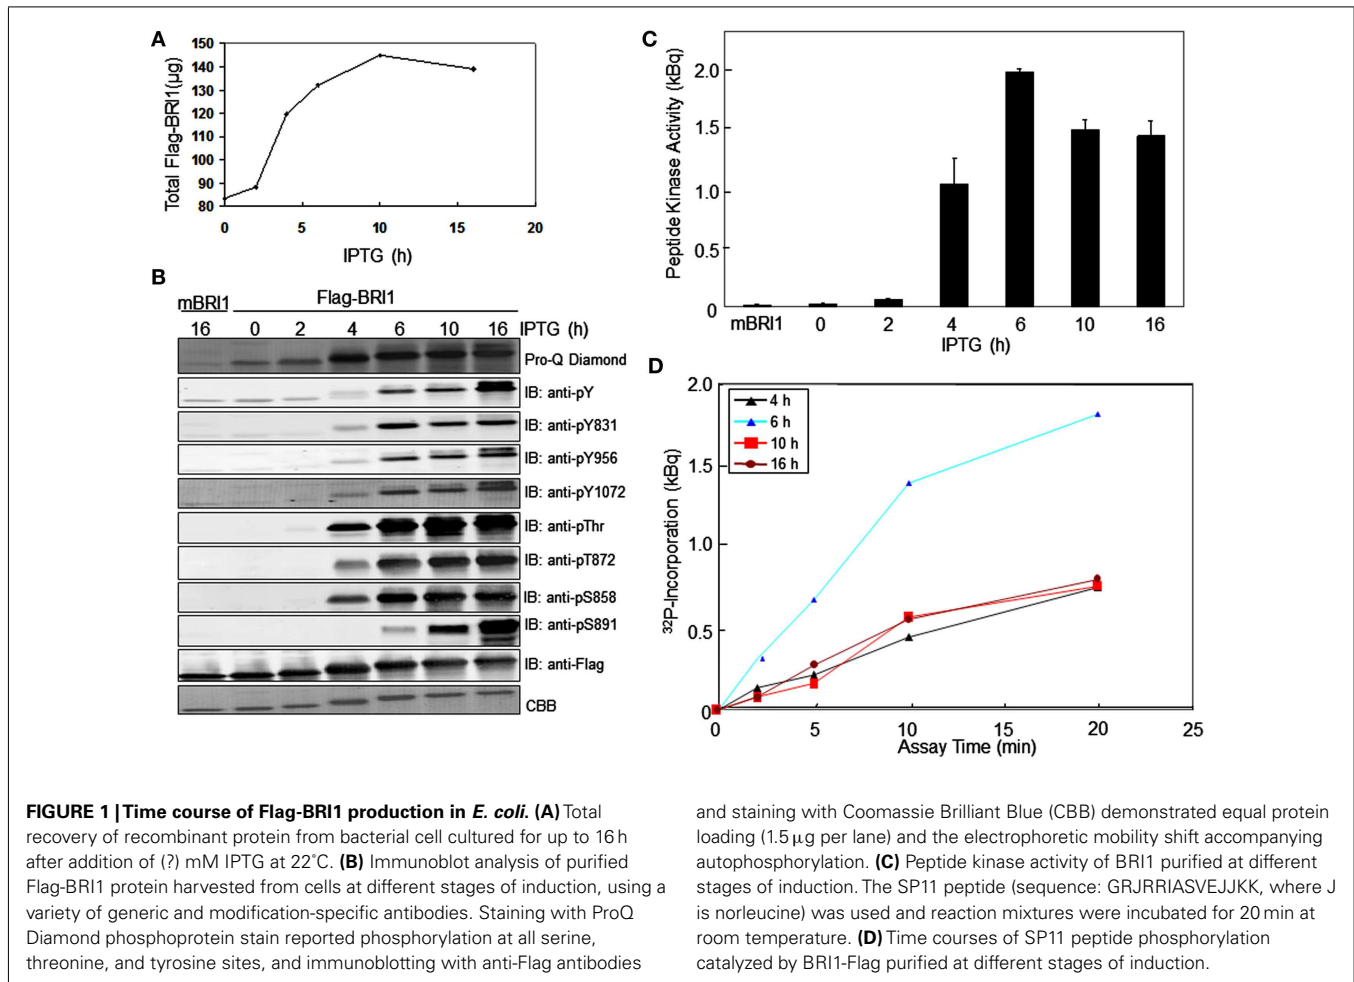 A
150
140
130
120
110
100
90
80
Total Flag-BRI1(µg)
0 5 10 15 20
IPTG (h)
B
mBRI1 Flag-BRI1
16 0 2 4 6 10 16 IPTG (h)
Pro-Q Diamond
IB: anti-pY
IB: anti-pY831
IB: anti-pY956
IB: anti-pY1072
IB: anti-pThr
IB: anti-pT872
IB: anti-pS858
IB: anti-pS891
IB: anti-Flag
CBB
C
2.0
1.5
1.0
0.5
0
Peptide Kinase Activity (kBq)
mBRI1 0 2 4 6 10 16
IPTG (h)
D
2.0
1.5
1.0
0.5
0
32P-Incorporation (kBq)
4 h
6 h
10 h
16 h
0 5 10 15 20 25
Assay Time (min)
FIGURE 1 | Time course of Flag-BRI1 production in E. coli. (A) Total
recovery of recombinant protein from bacterial cell cultured for up to 16 h
after addition of (?) mM IPTG at 22°C. (B) Immunoblot analysis of purified
Flag-BRI1 protein harvested from cells at different stages of induction, using a
variety of generic and modification-specific antibodies. Staining with ProQ
Diamond phosphoprotein stain reported phosphorylation at all serine,
threonine, and tyrosine sites, and immunoblotting with anti-Flag antibodies
and staining with Coomassie Brilliant Blue (CBB) demonstrated equal protein
loading (1.5 µg per lane) and the electrophoretic mobility shift accompanying
autophosphorylation. (C) Peptide kinase activity of BRI1 purified at different
stages of induction. The SP11 peptide (sequence: GRJRRIASVEJJKK, where J
is norleucine) was used and reaction mixtures were incubated for 20 min at
room temperature. (D) Time courses of SP11 peptide phosphorylation
catalyzed by BRI1-Flag purified at different stages of induction.